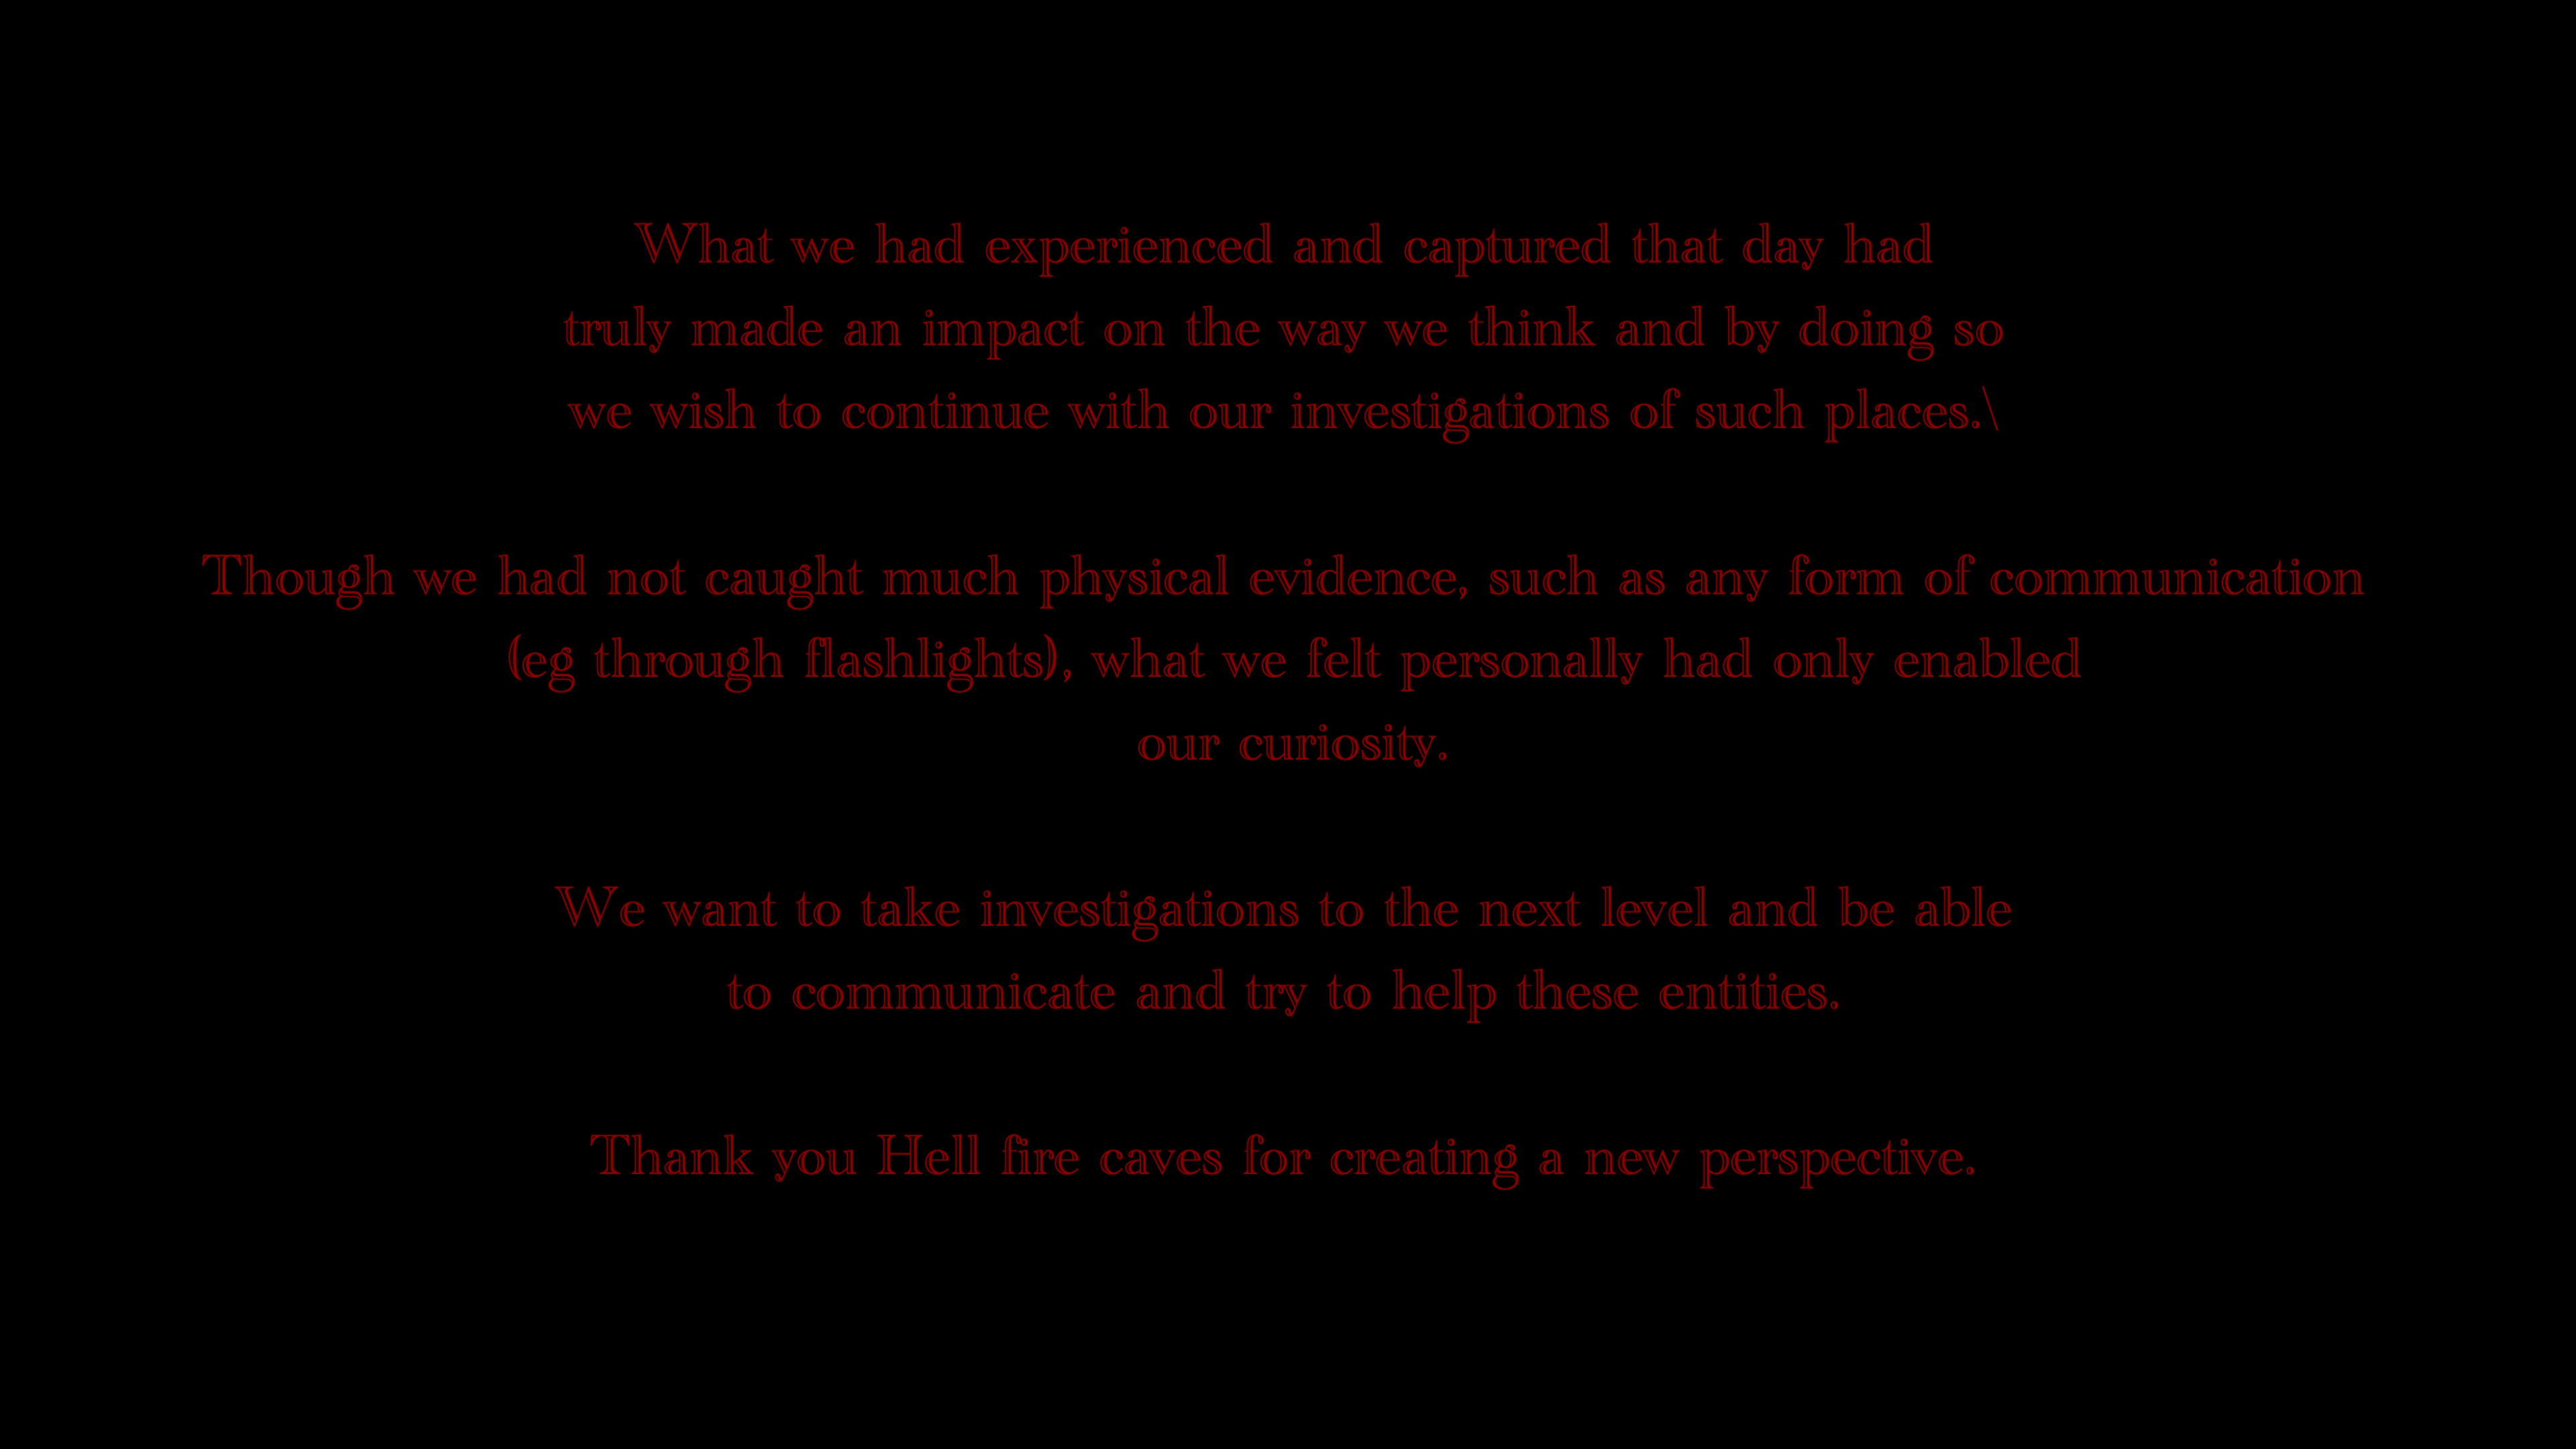 What we had experienced and captured that day had
truly made an impact on the way we think and by doing so
we wish to continue with our investigations of such places.\
Though we had not caught much physical evidence, such as any form of communication
(eg through flashlights), what we felt personally had only enabled
our curiosity.
We want to take investigations to the next level and be able
to communicate and try to help these entities.
Thank you Hell fire caves for creating a new perspective.